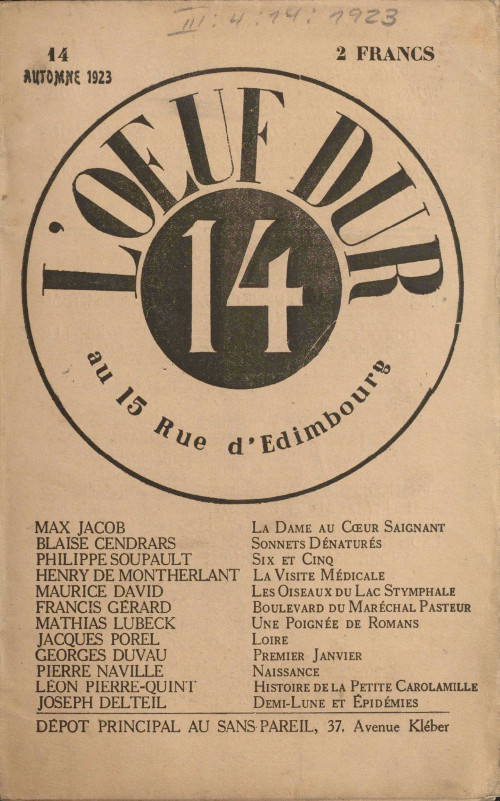 III : 4 : 14 : 1923
14
2 FRANCS
AUTOMNE 1923
L'OEUF DUR
14
au 15 Rue d'Edimbourg
MAX JACOB LA DAME AU CŒUR SAIGNANT
BLAISE CENDRARS SONNETS DÉNATURÉS
PHILIPPE SOUPAULT SIX ET CINQ
HENRY DE MONTHERLANT LA VISITE MÉDICALE
MAURICE DAVID LES OISEAUX DU LAC STYMPHALE
FRANCIS GÉRARD BOULEVARD DU MARÉCHAL PASTEUR
MATHIAS LUBECK UNE POIGNÉE DE ROMANS
JACQUES POREL LOIRE
GEORGES DUVAU PREMIER JANVIER
PIERRE NAVILLE NAISSANCE
LÉON PIERRE-QUINT HISTOIRE DE LA PETITE CAROLAMILLE
JOSEPH DELTEIL DEMI-LUNE ET ÉPIDÉMIES
DÉPOT PRINCIPAL AU SANS PAREIL, 37, Avenue Kléber